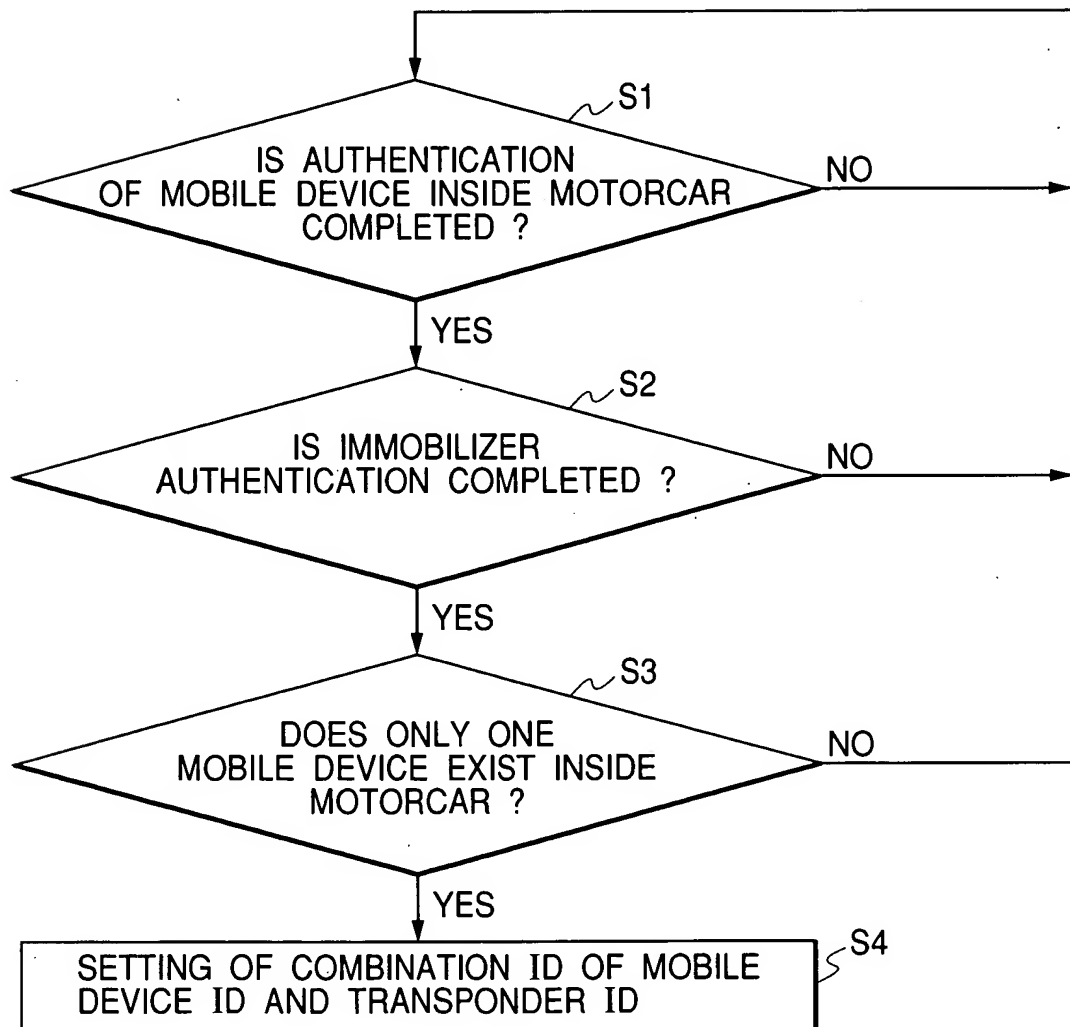 S1
IS AUTHENTICATION
OF MOBILE DEVICE INSIDE MOTORCAR
COMPLETED ?
NO
YES
S2
IS IMMOBILIZER
AUTHENTICATION COMPLETED ?
NO
YES
S3
DOES ONLY ONE
MOBILE DEVICE EXIST INSIDE
MOTORCAR ?
NO
YES
S4
SETTING OF COMBINATION ID OF MOBILE
DEVICE ID AND TRANSPONDER ID